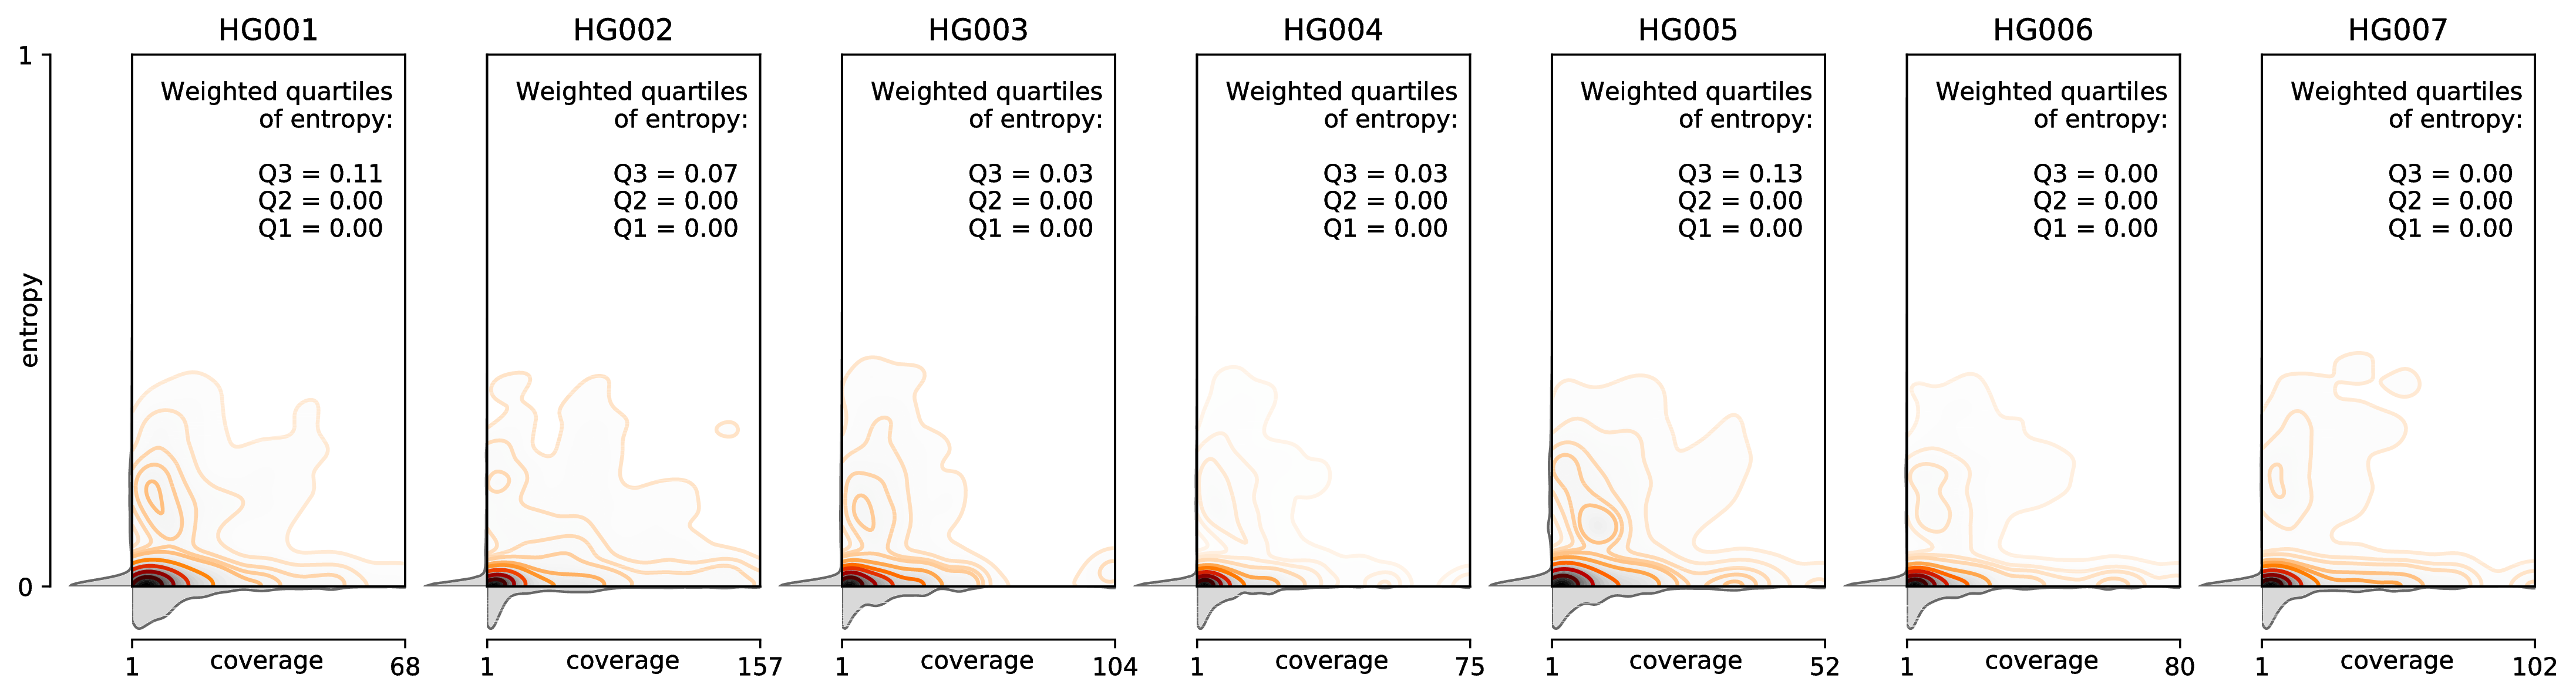 HG001 HG002 HG003 HG004 HG005 HG006 HG007
1
Weighted quartiles Weighted quartiles Weighted quartiles Weighted quartiles Weighted quartiles Weighted quartiles Weighted quartiles
of entropy: of entropy: of entropy: of entropy: of entropy: of entropy: of entropy:
Q3 = 0.11 Q3 = 0.07 Q3 = 0.03 Q3 = 0.03 Q3 = 0.13 Q3 = 0.00 Q3 = 0.00
Q2 = 0.00 Q2 = 0.00 Q2 = 0.00 Q2 = 0.00 Q2 = 0.00 Q2 = 0.00 Q2 = 0.00
Q1 = 0.00 Q1 = 0.00 Q1 = 0.00 Q1 = 0.00 Q1 = 0.00 Q1 = 0.00 Q1 = 0.00
entropy
0
1 coverage 68 1 coverage 157 1 coverage 104 1 coverage 75 1 coverage 52 1 coverage 80 1 coverage 102